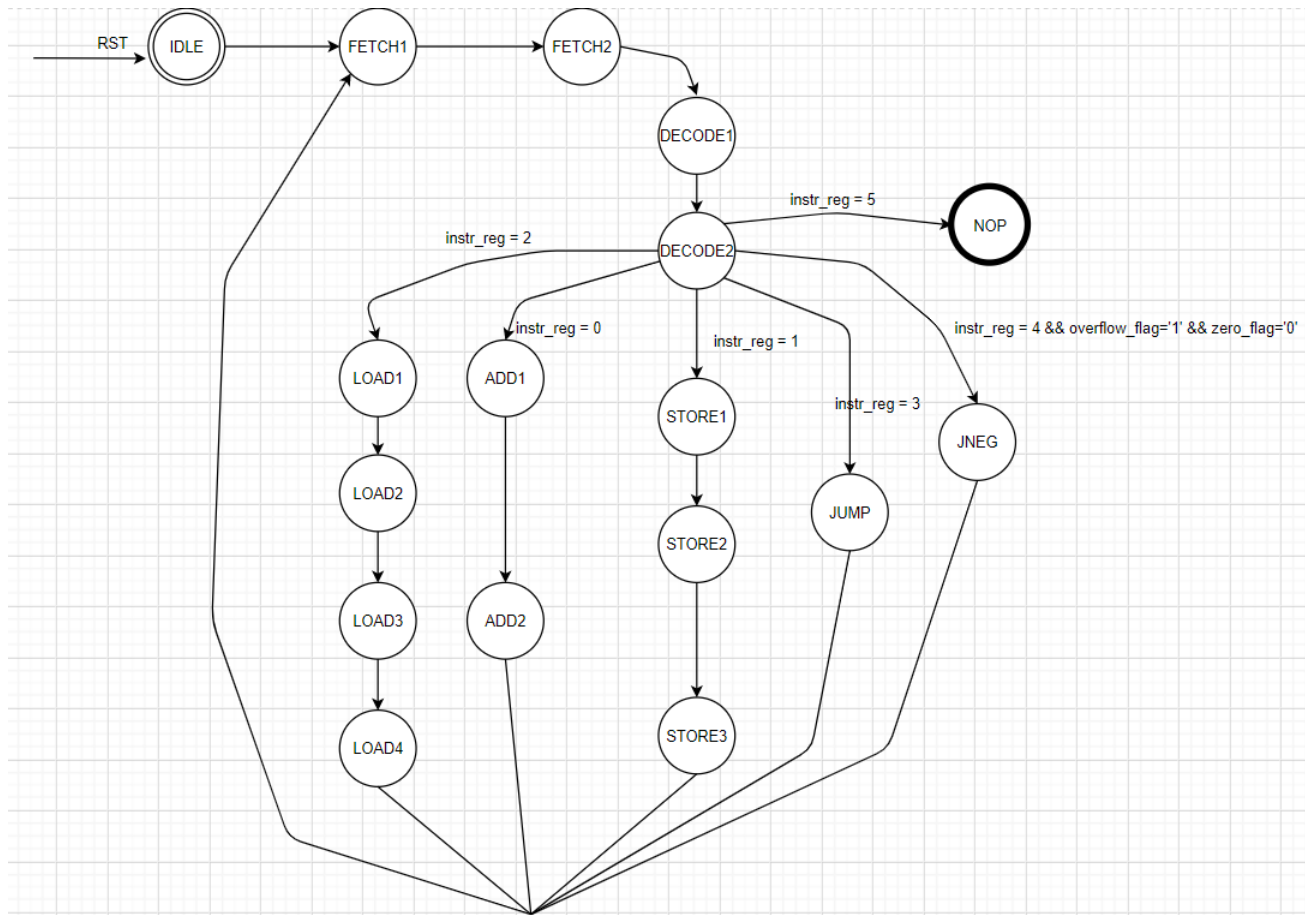 RST
IDLE
FETCH1
FETCH2
DECODE1
instr_reg = 5
NOP
instr_reg = 2
DECODE2
instr_reg = 0
instr_reg = 1
instr_reg = 4 && overflow_flag='1' && zero_flag='0'
LOAD1
ADD1
instr_reg = 3
STORE1
JNEG
LOAD2
JUMP
STORE2
LOAD3
ADD2
STORE3
LOAD4